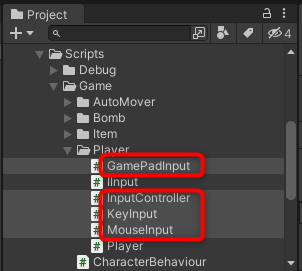 Project
4
Scripts
Debug
Game
AutoMover
Bomb
Item
Player
GamePadInput
IInput
InputController
KeyInput
MouseInput
Player
CharacterBehaviour